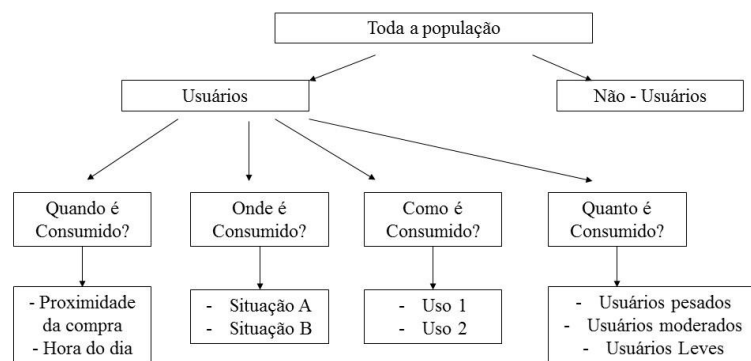 Toda a população
Usuários
Não - Usuários
Quando é
Consumido?
Onde é
Consumido?
Como é
Consumido?
Quanto é
Consumido?
- Proximidade
da compra
- Hora do dia
- Situação A
- Situação B
- Uso 1
- Uso 2
- Usuários pesados
- Usuários moderados
- Usuários Leves